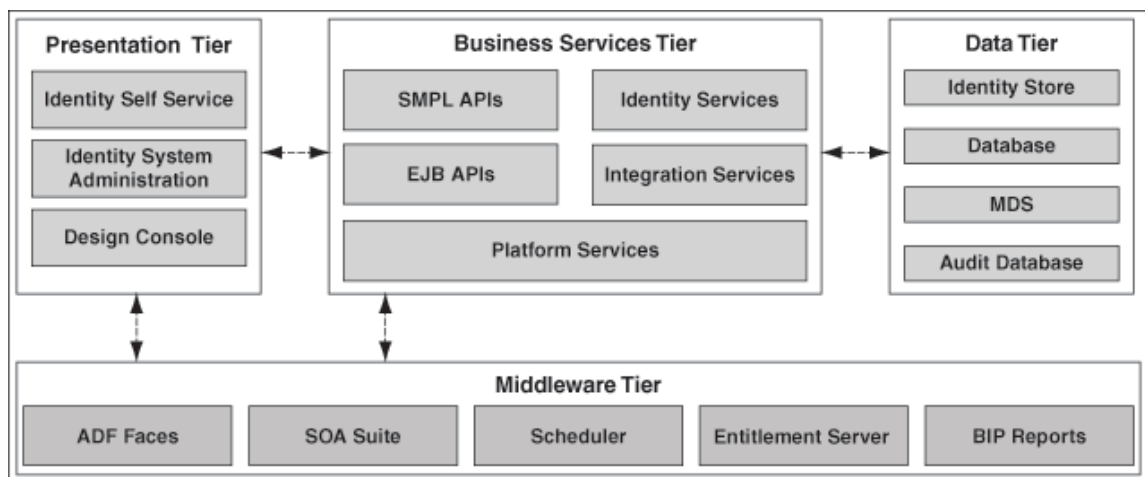 Presentation Tier
Identity Self Service
Identity System
Administration
Design Console
Business Services Tier
SMPL APIs
Identity Services
EJB APIs
Integration Services
Platform Services
Data Tier
Identity Store
Database
MDS
Audit Database
Middleware Tier
ADF Faces
SOA Suite
Scheduler
Entitlement Server
BIP Reports